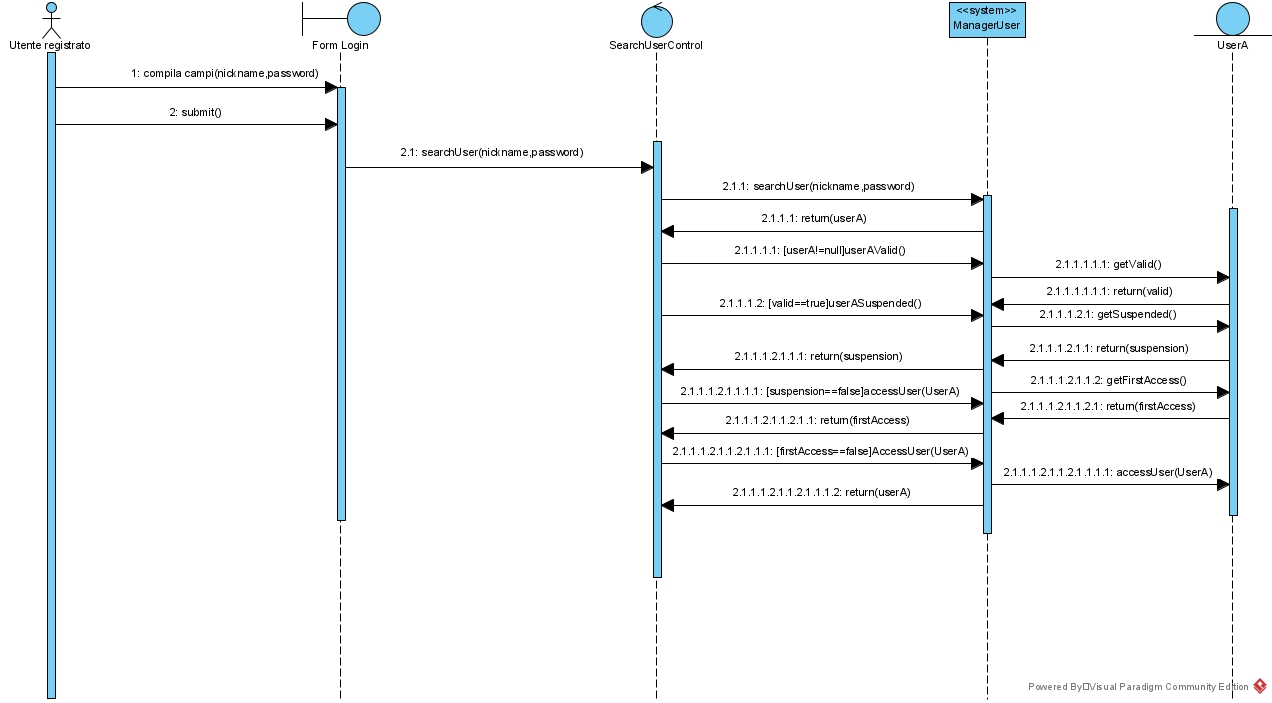 Utente registrato
Form Login
SearchUserControl
<<system>>
ManagerUser
UserA
1: compila campi(nickname,password)
2: submit()
2.1: searchUser(nickname,password)
2.1.1: searchUser(nickname,password)
2.1.1.1: return(userA)
2.1.1.1.1: [userA!=null]userAValid()
2.1.1.1.1.1: getValid()
2.1.1.1.1.1.1: return(valid)
2.1.1.1.2: [valid==true]userASuspended()
2.1.1.1.2.1: getSuspended()
2.1.1.1.2.1.1: return(suspension)
2.1.1.1.2.1.1.1: return(suspension)
2.1.1.1.2.1.1.2: getFirstAccess()
2.1.1.1.2.1.1.1.1: [suspension==false]accessUser(UserA)
2.1.1.1.2.1.1.2.1: return(firstAccess)
2.1.1.1.2.1.1.2.1.1: return(firstAccess)
2.1.1.1.2.1.1.2.1.1.1: [firstAccess==false]AccessUser(UserA)
2.1.1.1.2.1.1.2.1.1.1.1: accessUser(UserA)
2.1.1.1.2.1.1.2.1.1.1.2: return(userA)
Powered By□Visual Paradigm Community Edition